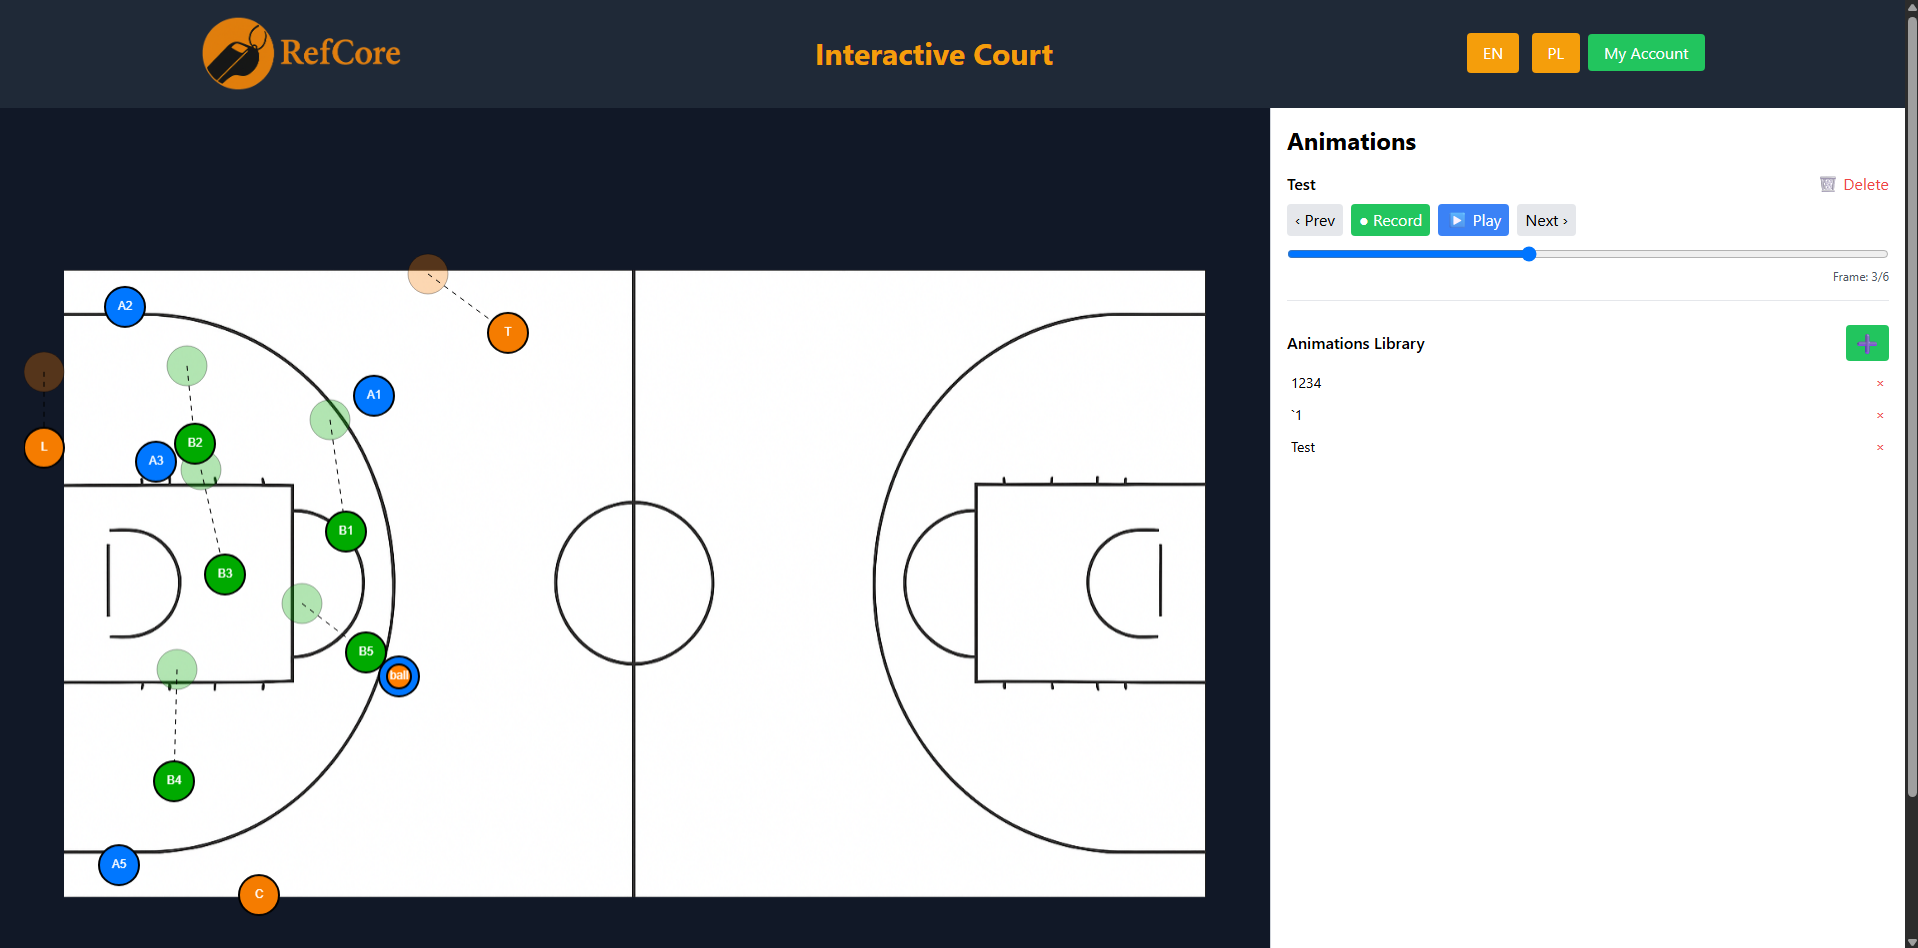 RefCore
Interactive Court
EN
PL
My Account
Animations
Test
Delete
‹ Prev
● Record
Play
Next ›
Frame: 3/6
Animations Library
1234
×
`1
×
Test
×
A2
T
A1
L
B2
A3
B1
B3
B5
ball
B4
A5
C